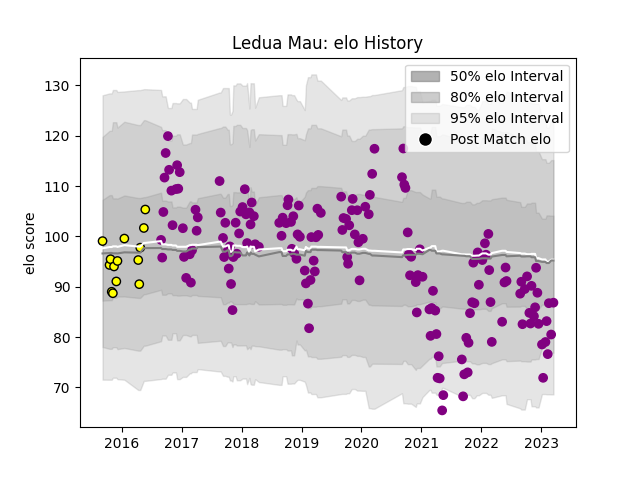 Ledua Mau: elo History
elo score
130
120
110
100
90
80
70
50% elo Interval
80% elo Interval
95% elo Interval
Post Match elo
2016 2017 2018 2019 2020 2021 2022 2023